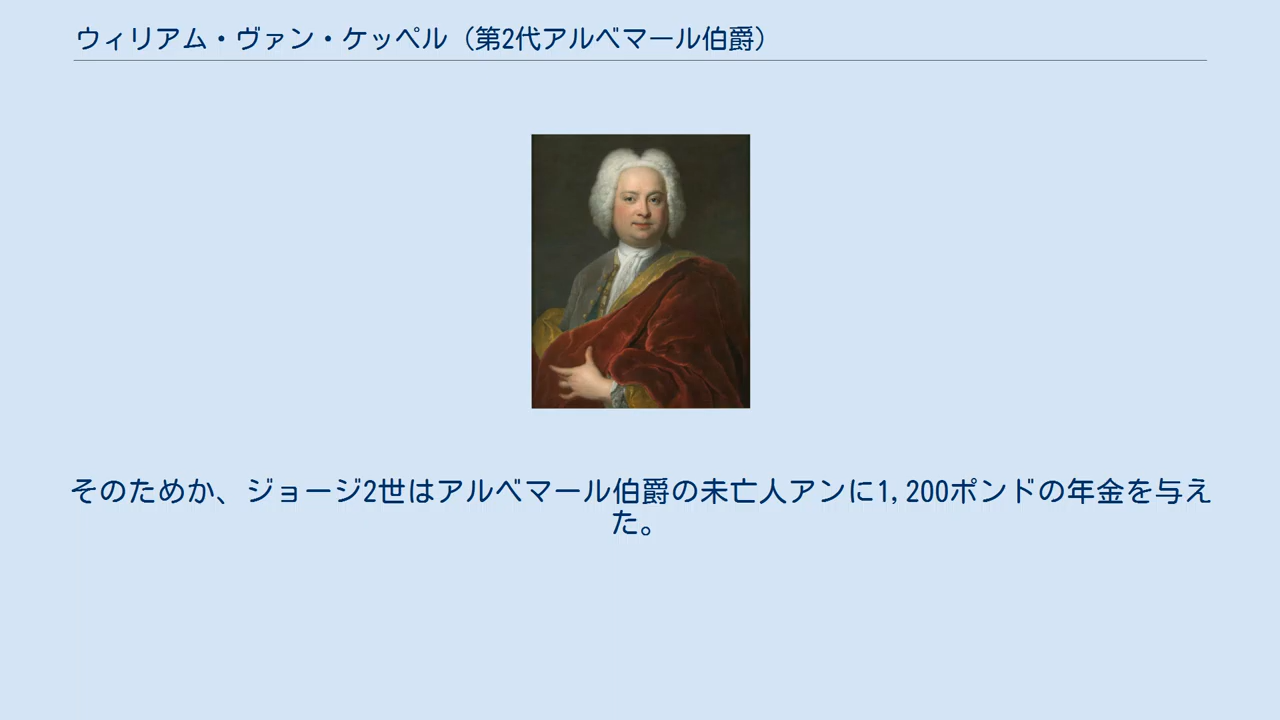 ウィリアム・ヴァン・ケッペル（第2代アルベマール伯爵）
そのためか、ジョージ2世はアルベマール伯爵の未亡人アンに1,200ポンドの年金を与え
た。